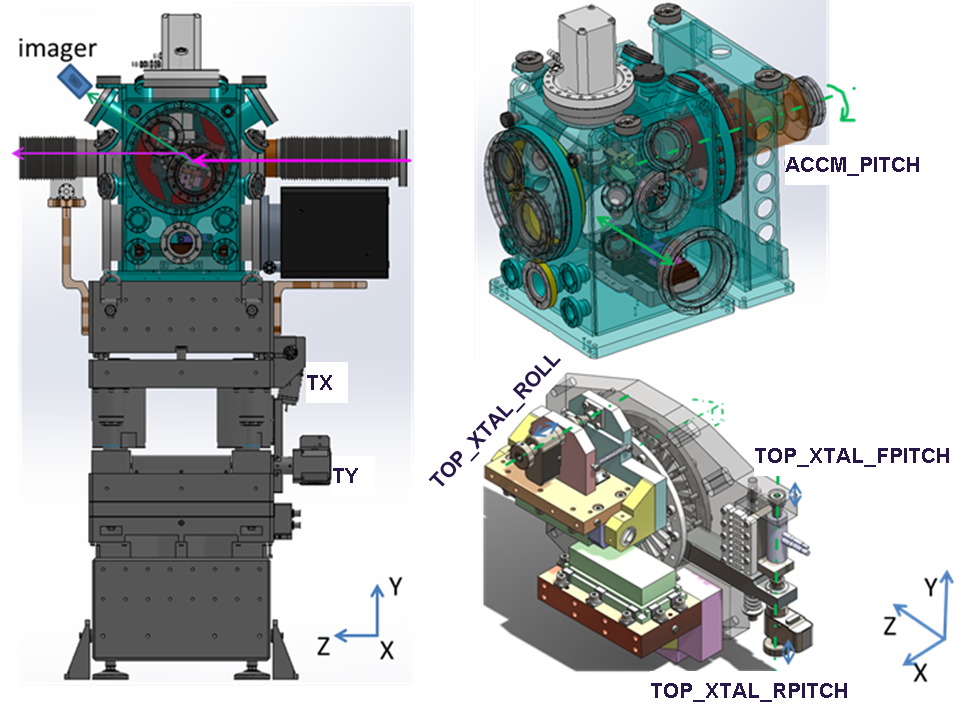 imager
ACCM_PITCH
TX
TOP_XTAL_ROLL
TOP_XTAL_FPITCH
TY
Y
Z
X
Y
Z
X
TOP_XTAL_RPITCH